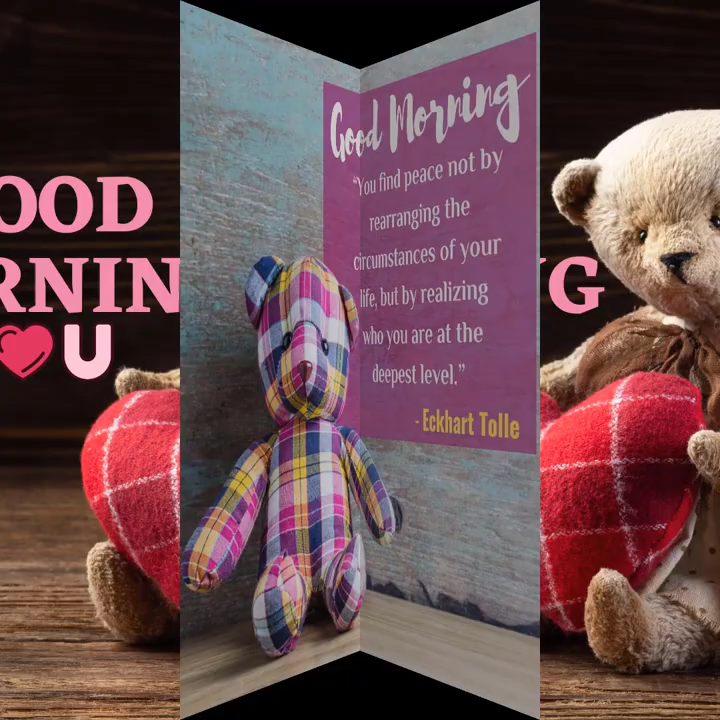 OOD
RNIN
U
Good Morning
"You find peace not by
rearranging the
circumstances of your
life, but by realizing
who you are at the
deepest level."
- Eckhart Tolle
G